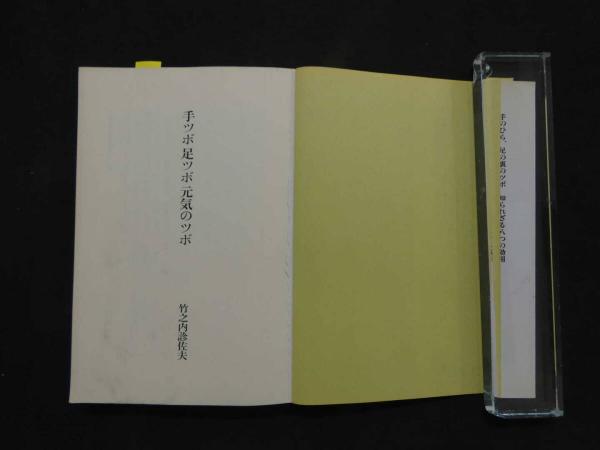 手のひら、足の裏のツボ 知られざる八つの効用
手ツボ 足ツボ 元気のツボ
竹之内診佐夫